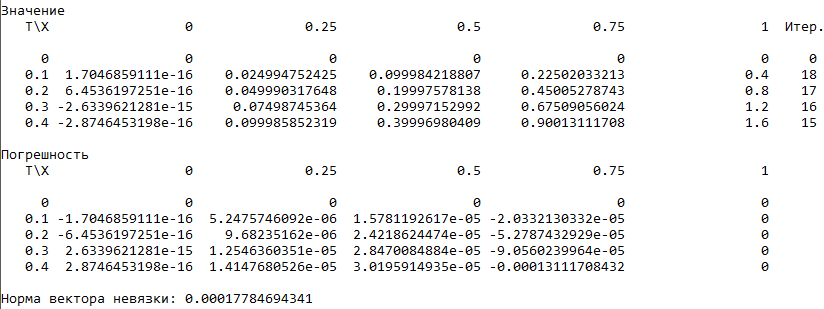 Значение
T\X 0 0.25 0.5 0.75 1 Итер.
0 0 0 0 0 0 0
0.1 1.7046859111e-16 0.024994752425 0.099984218807 0.22502033213 0.4 18
0.2 6.4536197251e-16 0.049990317648 0.19997578138 0.45005278743 0.8 17
0.3 -2.6339621281e-15 0.07498745364 0.29997152992 0.67509056024 1.2 16
0.4 -2.8746453198e-16 0.099985852319 0.39996980409 0.90013111708 1.6 15
Погрешность
T\X 0 0.25 0.5 0.75 1
0 0 0 0 0 0
0.1 -1.7046859111e-16 5.2475746092e-06 1.5781192617e-05 -2.0332130332e-05 0
0.2 -6.4536197251e-16 9.68235162e-06 2.4218624474e-05 -5.2787432929e-05 0
0.3 2.6339621281e-15 1.2546360351e-05 2.8470084884e-05 -9.0560239964e-05 0
0.4 2.8746453198e-16 1.4147680526e-05 3.0195914935e-05 -0.00013111708432 0
Норма вектора невязки: 0.00017784694341